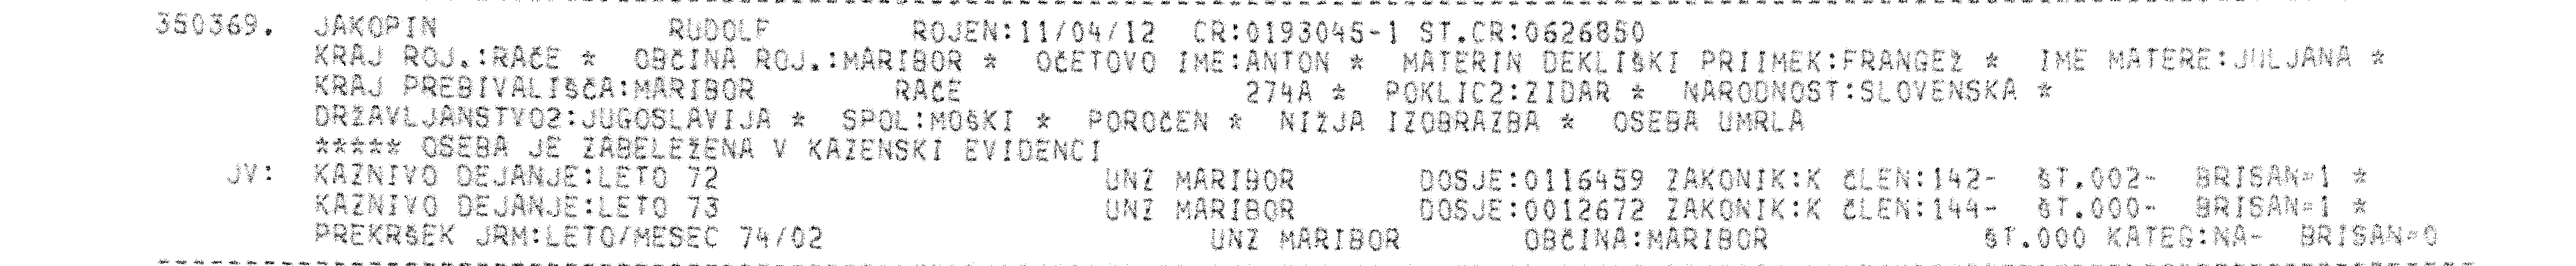 350369. JAKOPIN RUDOLF ROJEN:11/04/12 CR:0193045-1 ST.CR:0626850
KRAJ ROJ.:RAČE * OBČINA ROJ.:MARIBOR * OČETOVO IME:ANTON * MATERIN DEKLIŠKI PRIIMEK:FRANGEŽ * IME MATERE:JULJANA *
KRAJ PREBIVALIŠČA:MARIBOR RAČE 274A * POKLIC2:ZIDAR * NARODNOST:SLOVENSKA *
DRŽAVLJANSTVO2:JUGOSLAVIJA * SPOL:MOŠKI * POROČEN * NIŽJA IZOBRAZBA * OSEBA UMRLA
***** OSEBA JE ZABELEŽENA V KAZENSKI EVIDENCI
JV: KAZNIVO DEJANJE:LETO 72 UNZ MARIBOR DOSJE:0116459 ZAKONIK:K ČLEN:142- ŠT.002- BRISAN=1 *
KAZNIVO DEJANJE:LETO 73 UNZ MARIBOR DOSJE:0012672 ZAKONIK:K ČLEN:144- ŠT.000- BRISAN=1 *
PREKRŠEK JRM:LETO/MESEC 74/02 UNZ MARIBOR OBČINA:MARIBOR ŠT.000 KATEG:NA- BRISAN=0